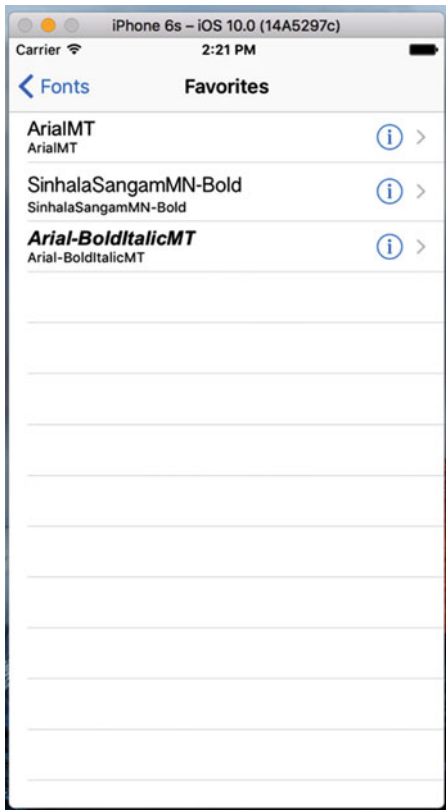 iPhone 6s – iOS 10.0 (14A5297c)
Carrier 2:21 PM
Fonts Favorites
ArialMT
ArialMT
SinhalaSangamMN-Bold
SinhalaSangamMN-Bold
Arial-BoldItalicMT
Arial-BoldItalicMT